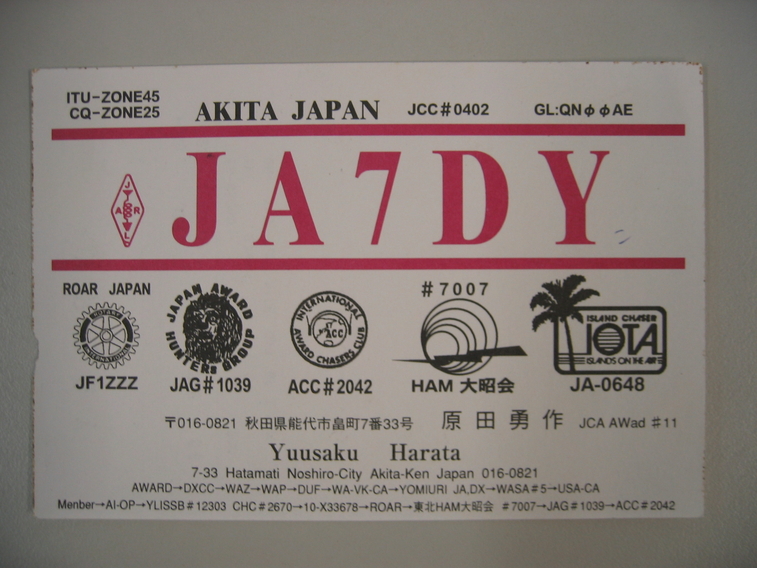 ITU-ZONE45
CQ-ZONE25
AKITA JAPAN
JCC#0402
GL:QNφφAE
JA7DY
J
A R
L
ROAR JAPAN
ROTARY
INTERNATIONAL
JF1ZZZ
JAPAN AWARD
HUNTERS GROUP
JAG#1039
INTERNATIONAL
ACC
AWARD CHASERS CLUB
ACC#2042
#7007
HAM 大昭会
ISLAND CHASER
IOTA
ISLANDS ON THE AIR
JA-0648
〒016-0821 秋田県能代市畠町7番33号 原田勇作 JCA AWad #11
Yuusaku Harata
7-33 Hatamati Noshiro-City Akita-Ken Japan 016-0821
AWARD→DXCC→WAZ→WAP→DUF→WA-VK-CA→YOMIURI JA,DX→WASA#5→USA-CA
Menber→AI-OP→YLISSB#12303 CHC#2670→10-X33678→ROAR→東北HAM大昭会 #7007→JAG#1039→ACC#2042